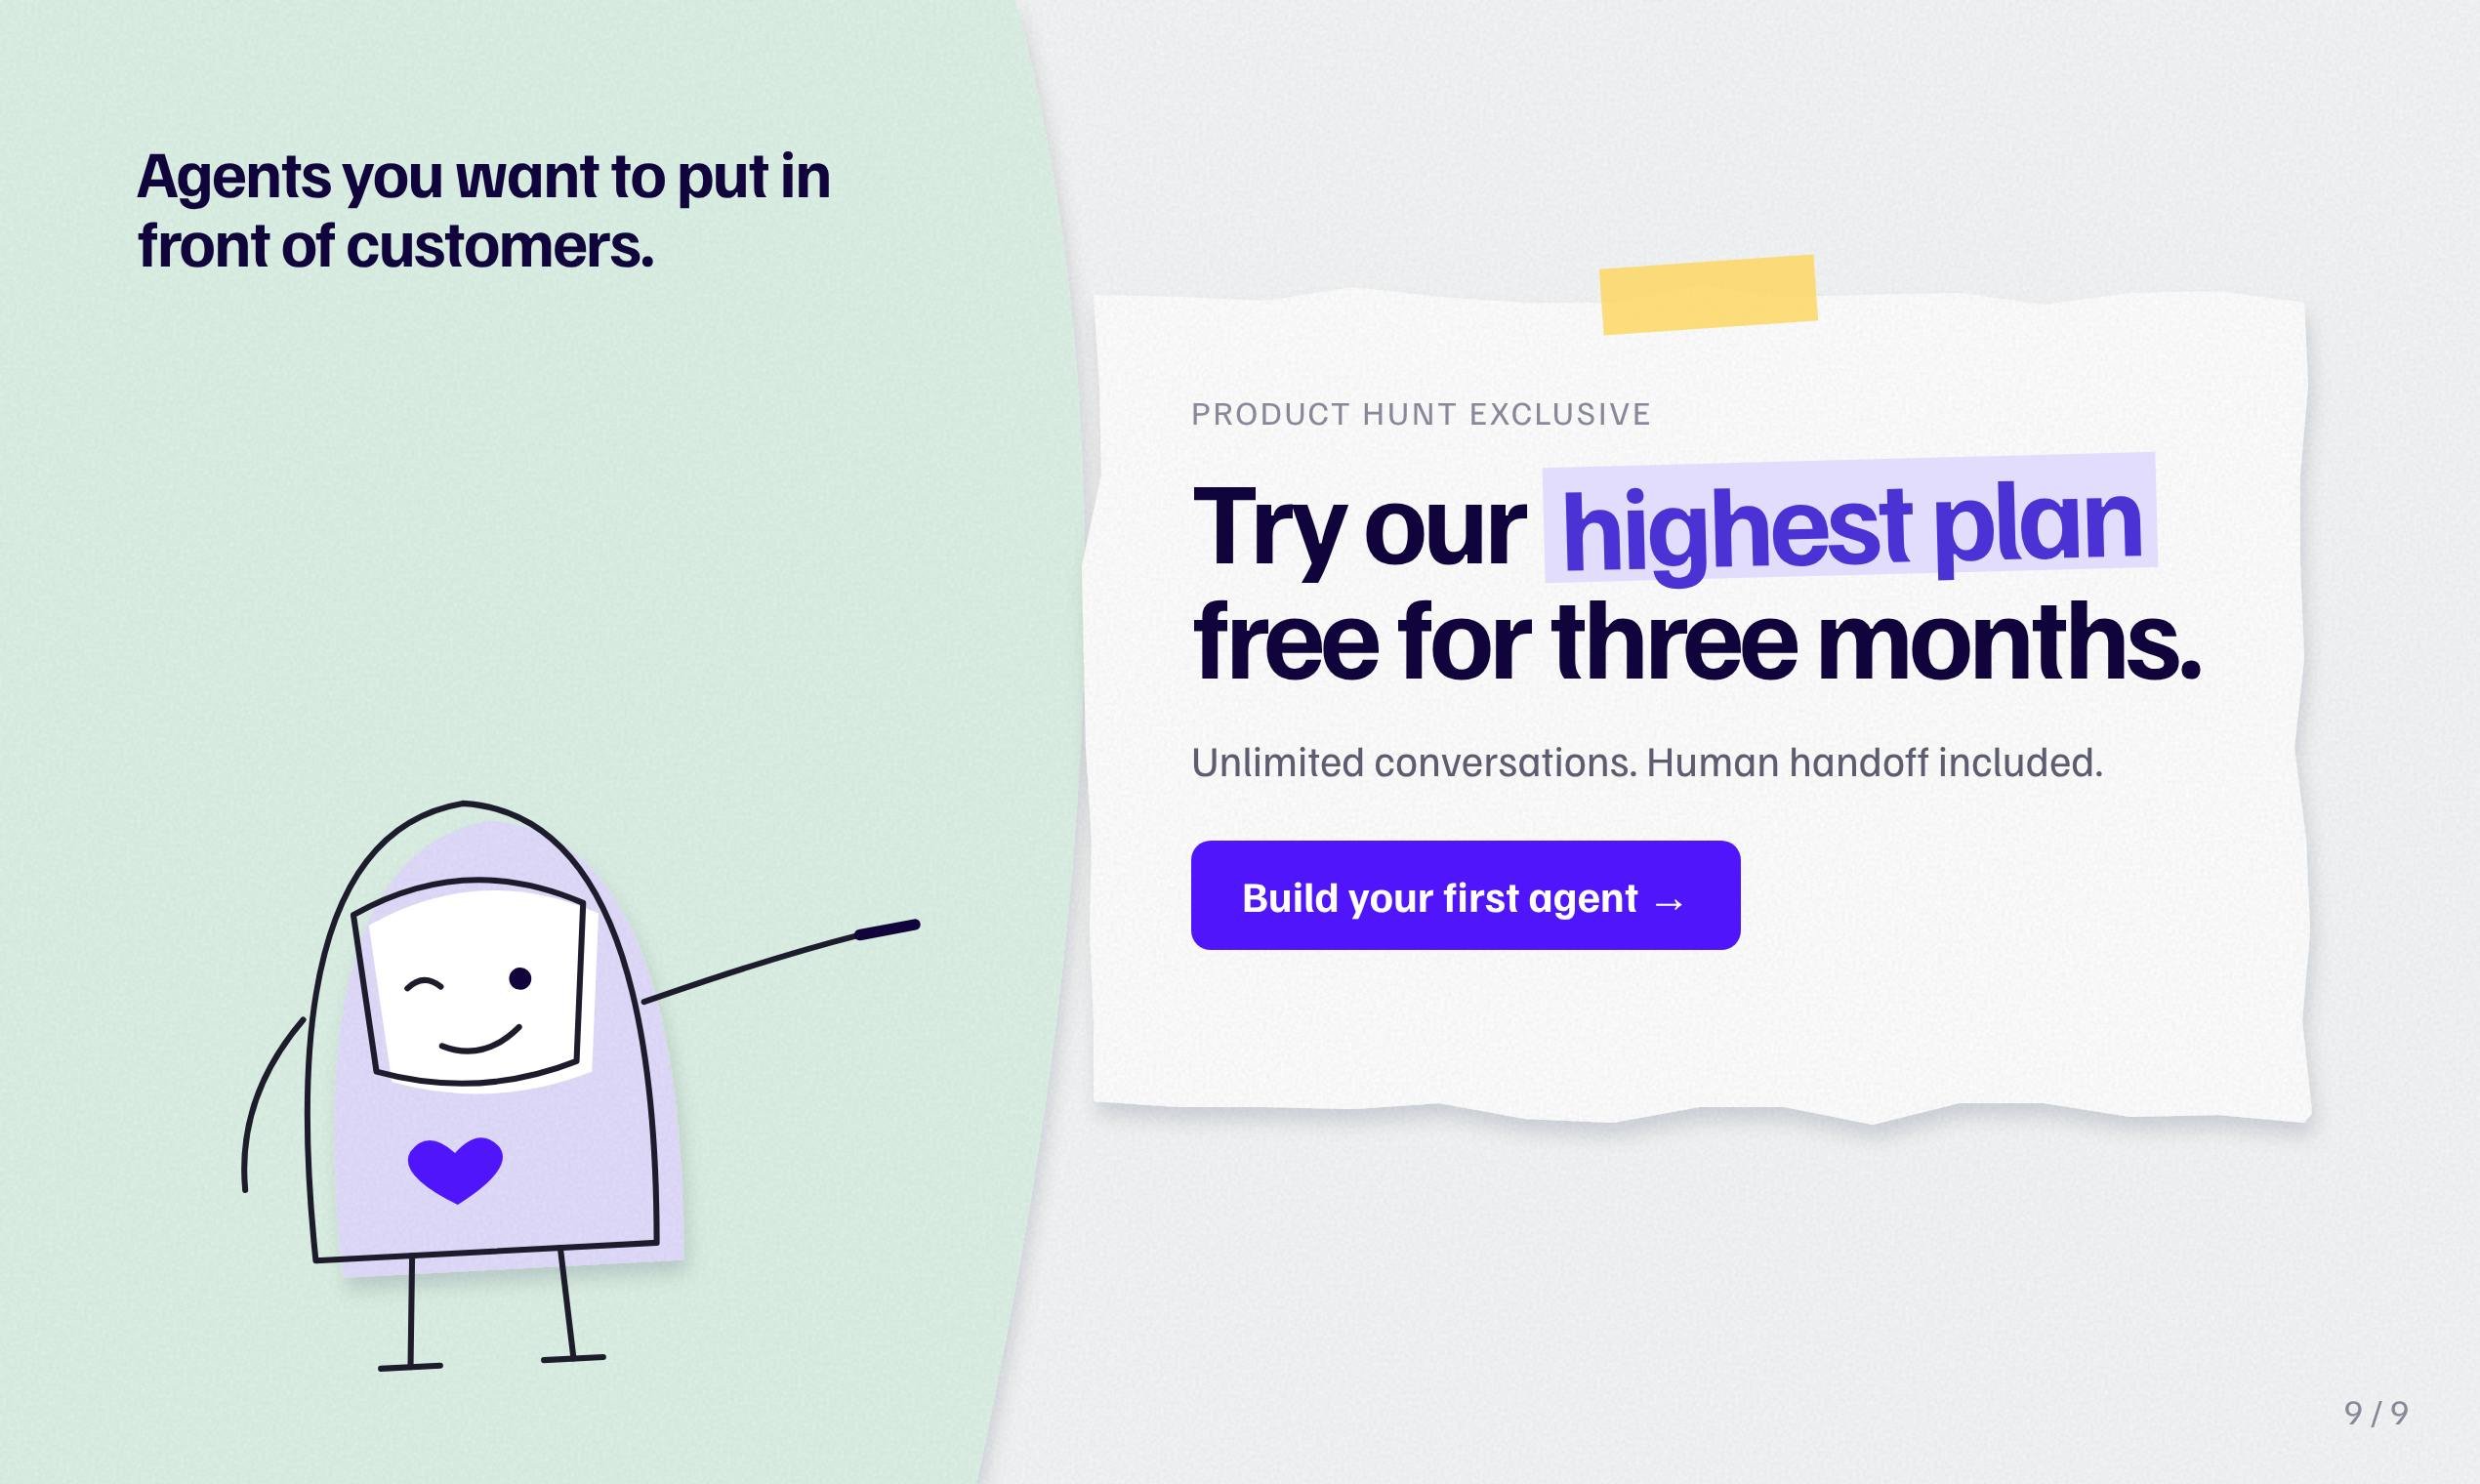 Agents you want to put in
front of customers.
PRODUCT HUNT EXCLUSIVE
Try our highest plan
free for three months.
Unlimited conversations. Human handoff included.
Build your first agent →
9 / 9